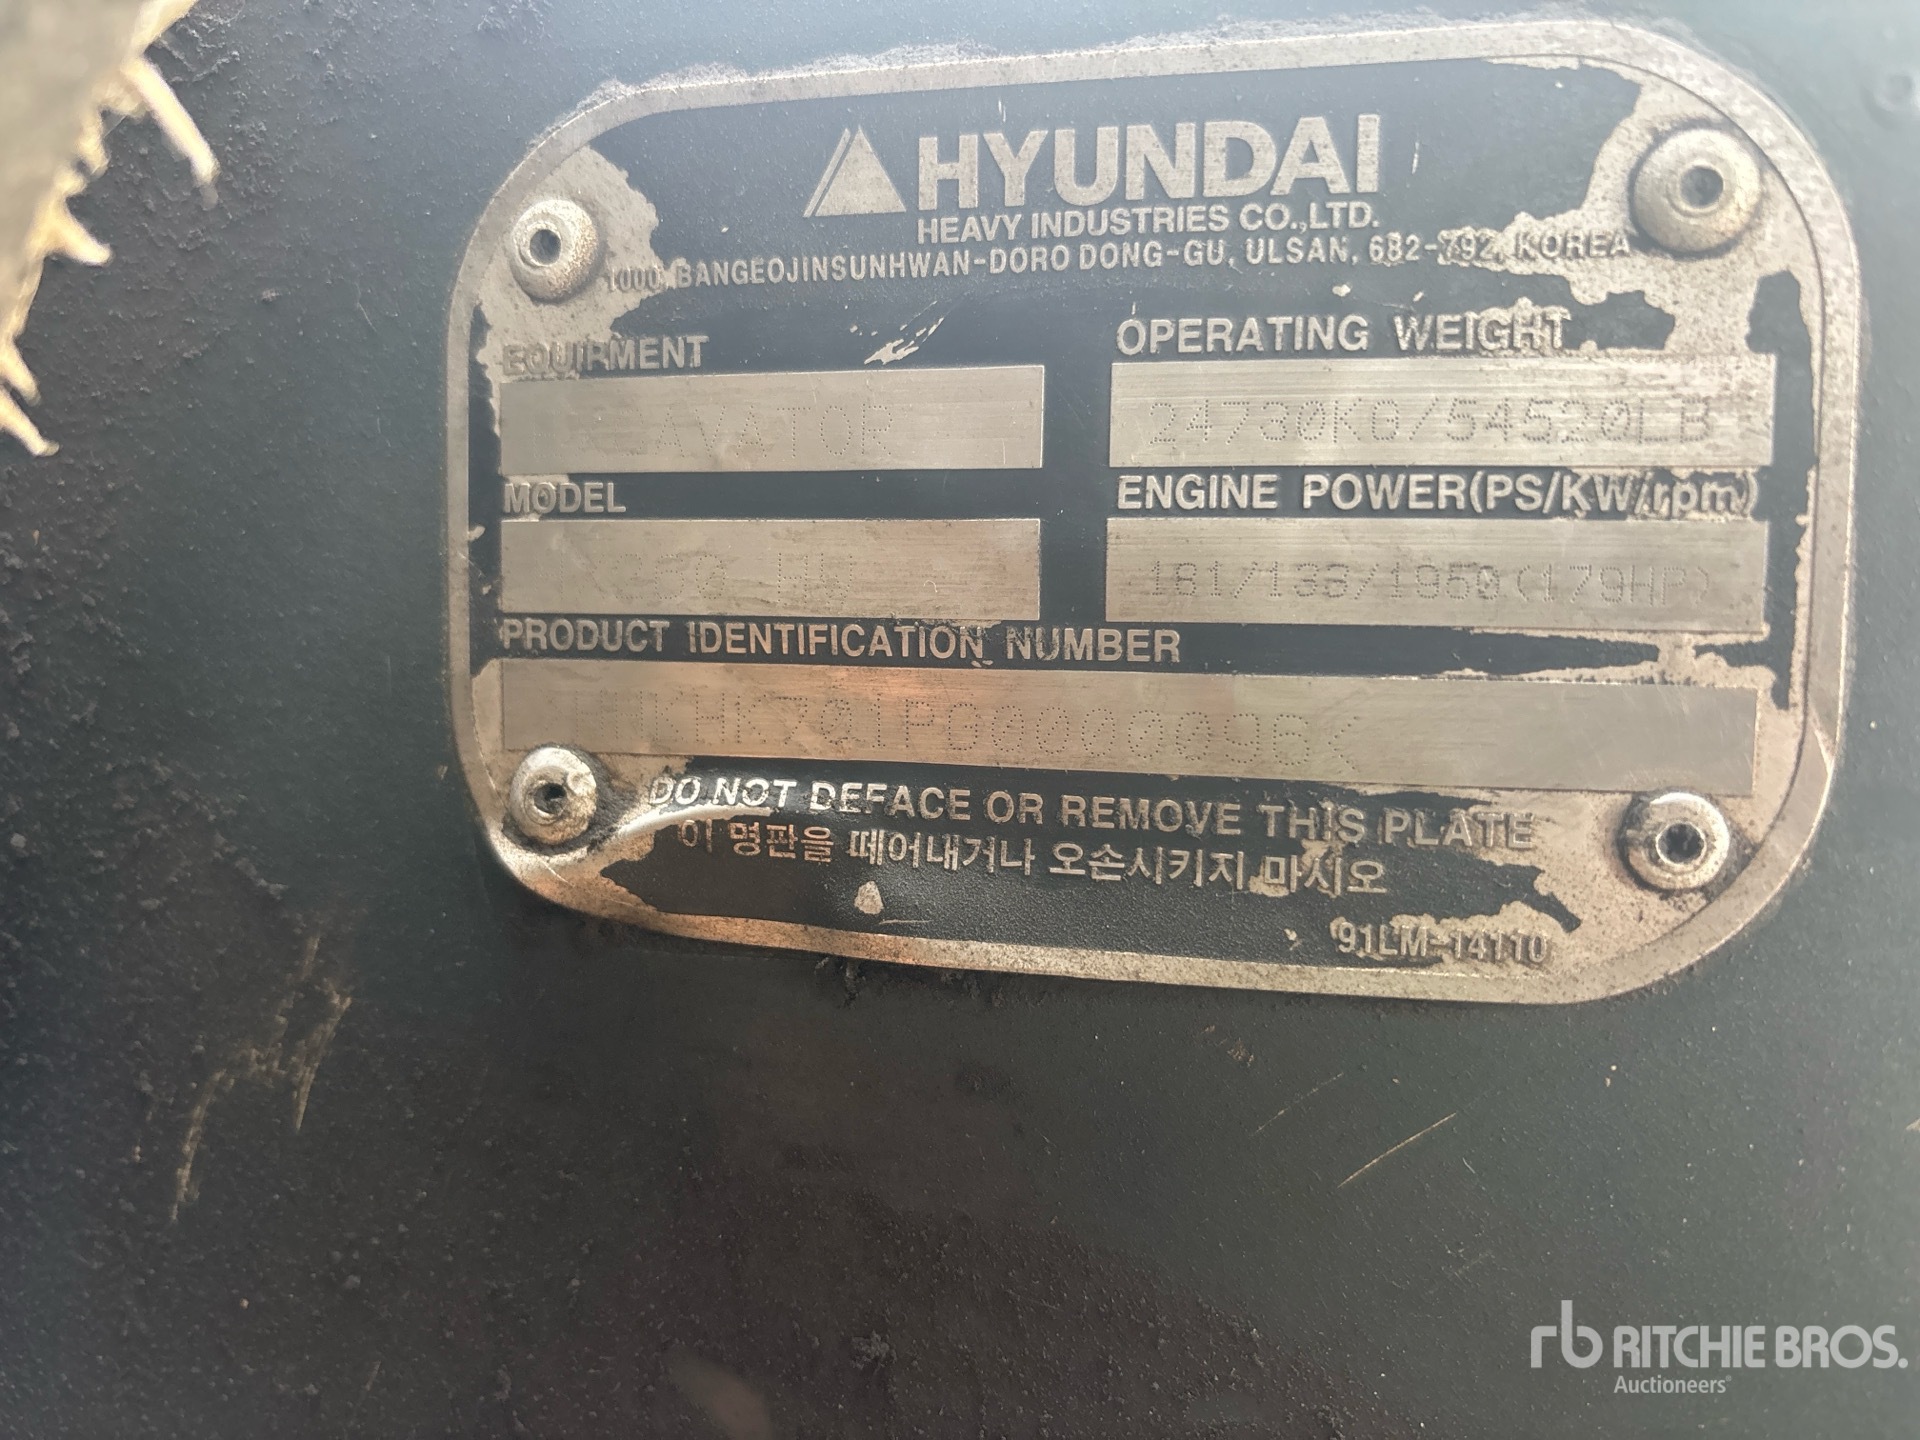 HYUNDAI
HEAVY INDUSTRIES CO.,LTD.
1000, BANGEOJINSUNHWAN-DORO DONG-GU, ULSAN, 682-792, KOREA
EQUIPMENT
OPERATING WEIGHT
24730KG/54520LB
MODEL
ENGINE POWER(PS/KW/rpm)
HW
181/133/1950(179HP)
PRODUCT IDENTIFICATION NUMBER
DO NOT DEFACE OR REMOVE THIS PLATE
이 명판을 떼어내거나 오손시키지 마시오
91LM-14110
rb RITCHIE BROS.
Auctioneers